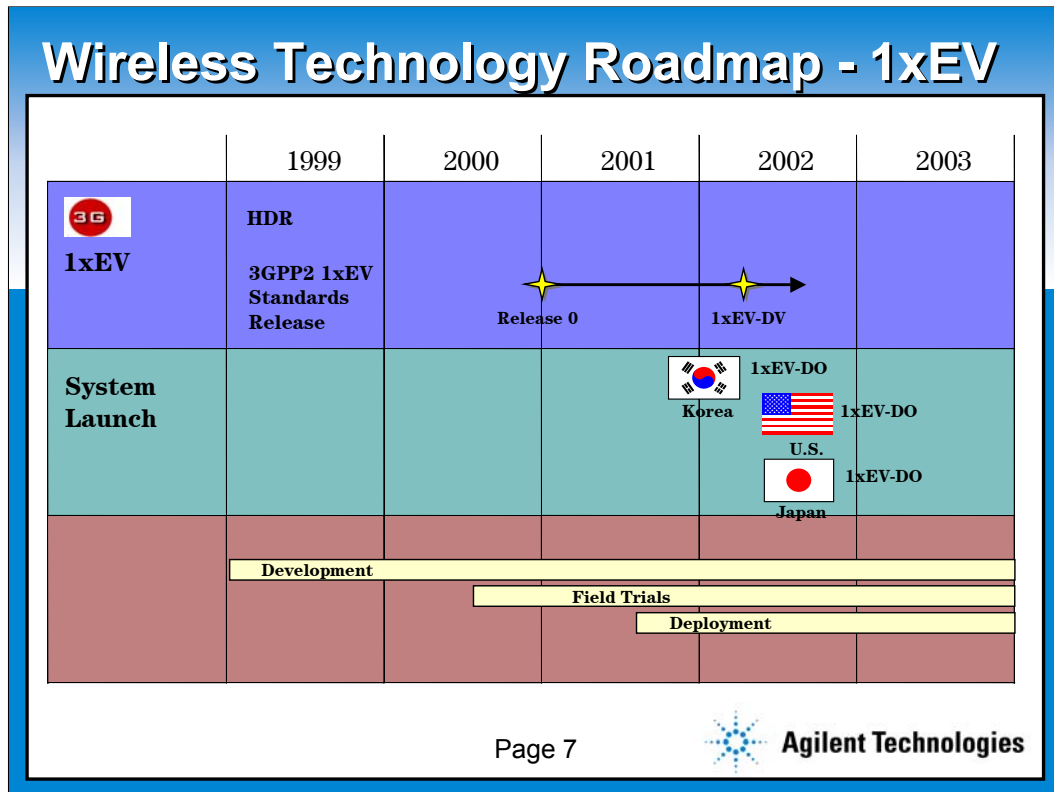 Wireless Technology Roadmap - 1xEV
1999 2000 2001 2002 2003
3G
1xEV
HDR
3GPP2 1xEV
Standards
Release
Release 0
1xEV-DV
System
Launch
Korea
1xEV-DO
U.S.
1xEV-DO
Japan
1xEV-DO
Development
Field Trials
Deployment
Page 7
Agilent Technologies